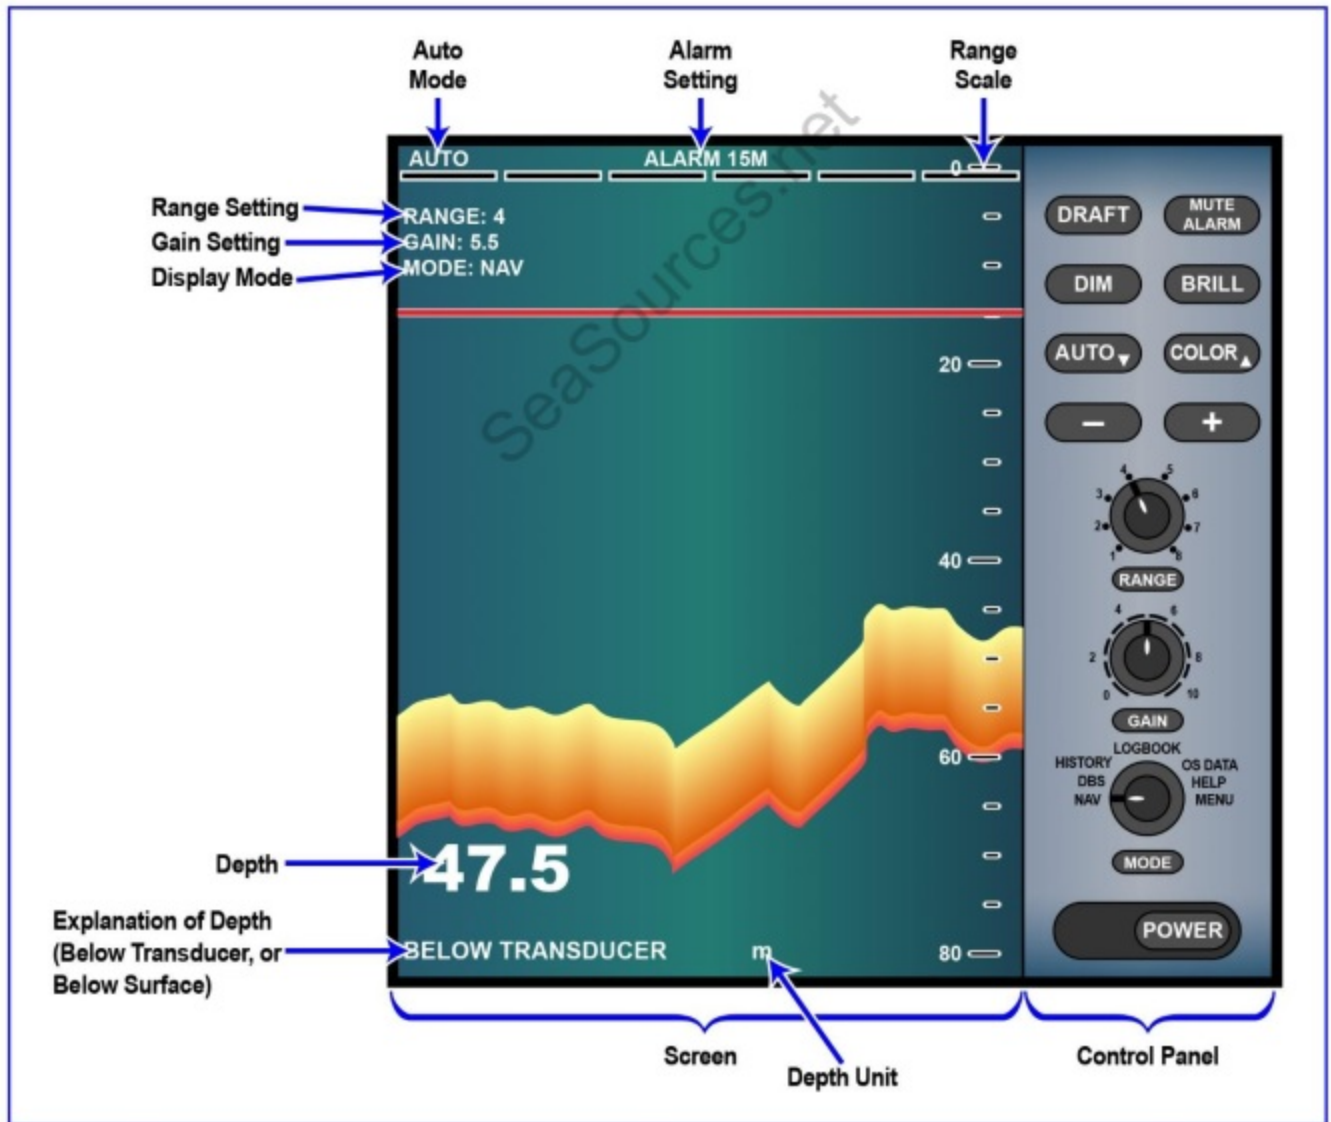 Auto
Mode
Alarm
Setting
Range
Scale
Range Setting
Gain Setting
Display Mode
Depth
Explanation of Depth
(Below Transducer, or
Below Surface)
AUTO
ALARM 15M
RANGE: 4
GAIN: 5.5
MODE: NAV
0
20
40
60
80
47.5
BELOW TRANSDUCER m
SeaSources.net
DRAFT
MUTE
ALARM
DIM
BRILL
AUTO▼
COLOR▲
−
+
1
2
3
4
5
6
7
8
RANGE
0
2
4
6
8
10
GAIN
LOGBOOK
HISTORY
DBS
NAV
OS DATA
HELP
MENU
MODE
POWER
Screen
Depth Unit
Control Panel